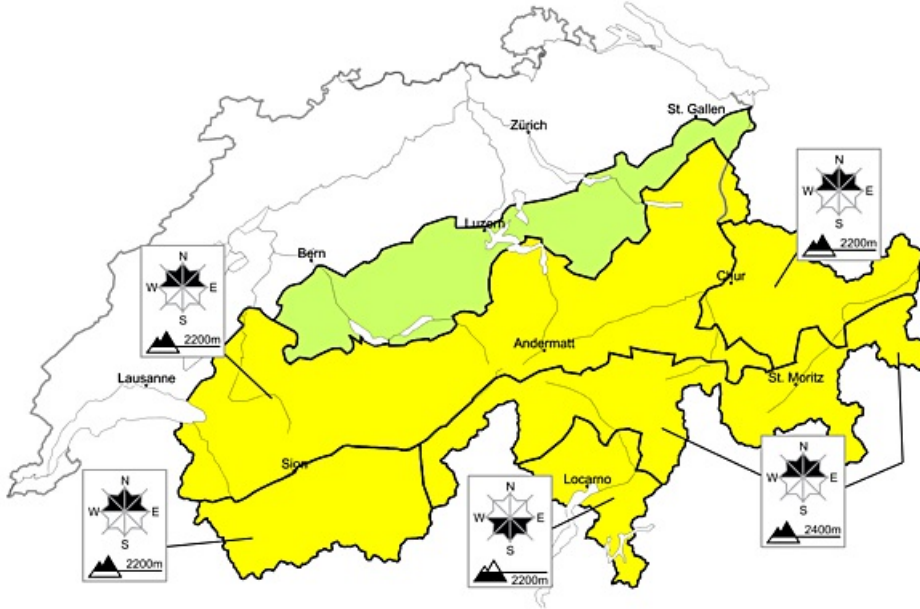 St. Gallen
Zürich
N
W E
S
2200m
Luzern
N
W E
S
2200m
Bern
Chur
Andermatt
Lausanne
St. Moritz
N
W E
S
2400m
Sion
Locarno
N
W E
S
2200m
N
W E
S
2200m